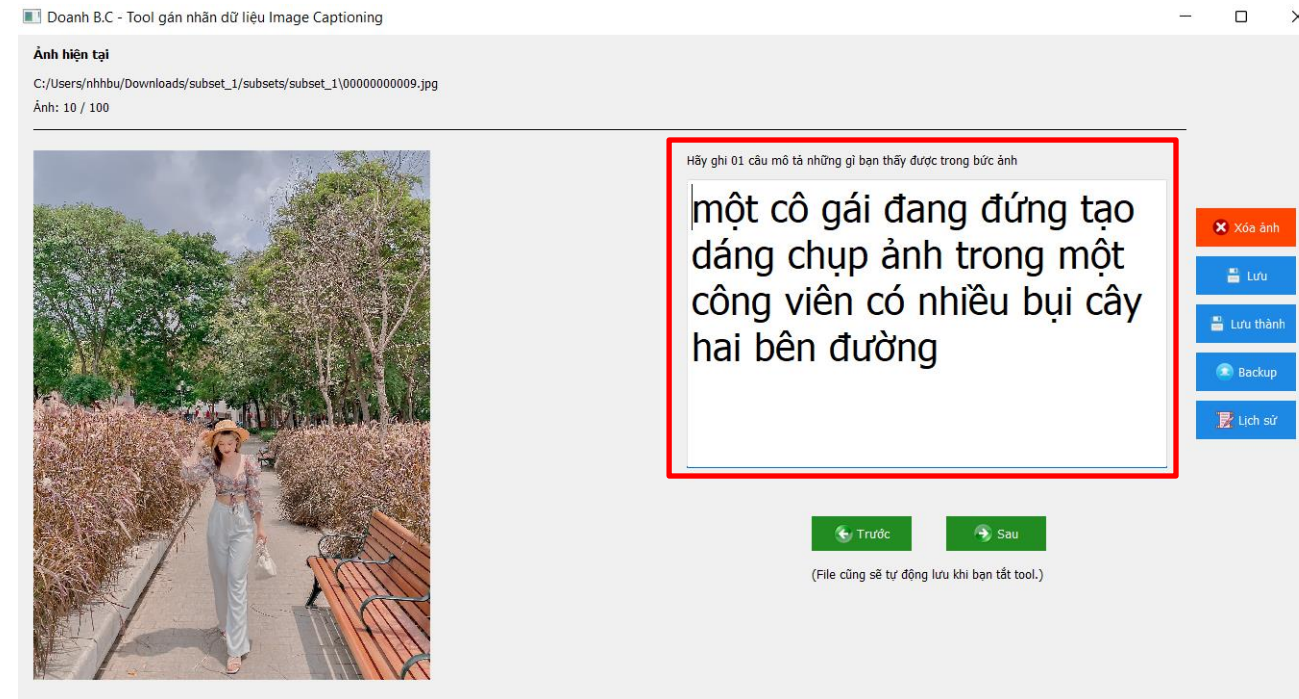 Doanh B.C - Tool gán nhãn dữ liệu Image Captioning
Ảnh hiện tại
C:/Users/nhhbu/Downloads/subset_1/subsets/subset_1\00000000009.jpg
Ảnh: 10 / 100
Hãy ghi 01 câu mô tả những gì bạn thấy được trong bức ảnh
một cô gái đang đứng tạo
dáng chụp ảnh trong một
công viên có nhiều bụi cây
hai bên đường
Xóa ảnh
Lưu
Lưu thành
Backup
Lịch sử
Trước
Sau
(File cũng sẽ tự động lưu khi bạn tắt tool.)